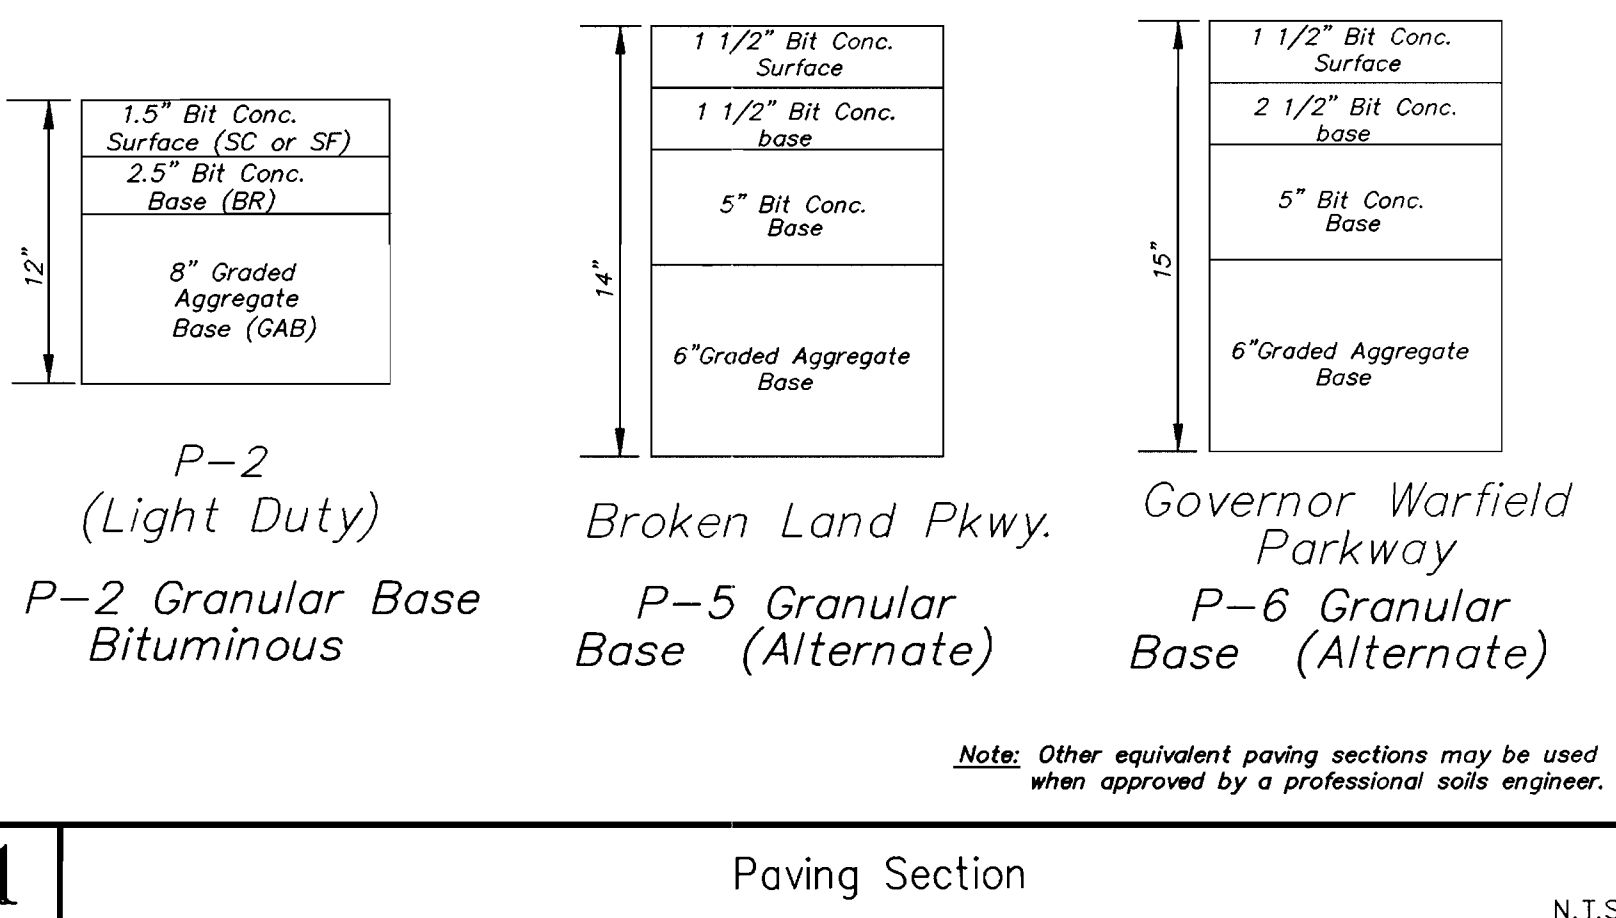 1.5" Bit Conc.
Surface (SC or SF)
2.5" Bit Conc.
Base (BR)
8" Graded
Aggregate
Base (GAB)
12"
P-2
(Light Duty)
P-2 Granular Base
Bituminous
1 1/2" Bit Conc.
Surface
1 1/2" Bit Conc.
base
5" Bit Conc.
Base
6"Graded Aggregate
Base
14"
Broken Land Pkwy.
P-5 Granular
Base (Alternate)
1 1/2" Bit Conc.
Surface
2 1/2" Bit Conc.
base
5" Bit Conc.
Base
6"Graded Aggregate
Base
15"
Governor Warfield
Parkway
P-6 Granular
Base (Alternate)
Note: Other equivalent paving sections may be used
when approved by a professional soils engineer.
1
Paving Section
N.T.S